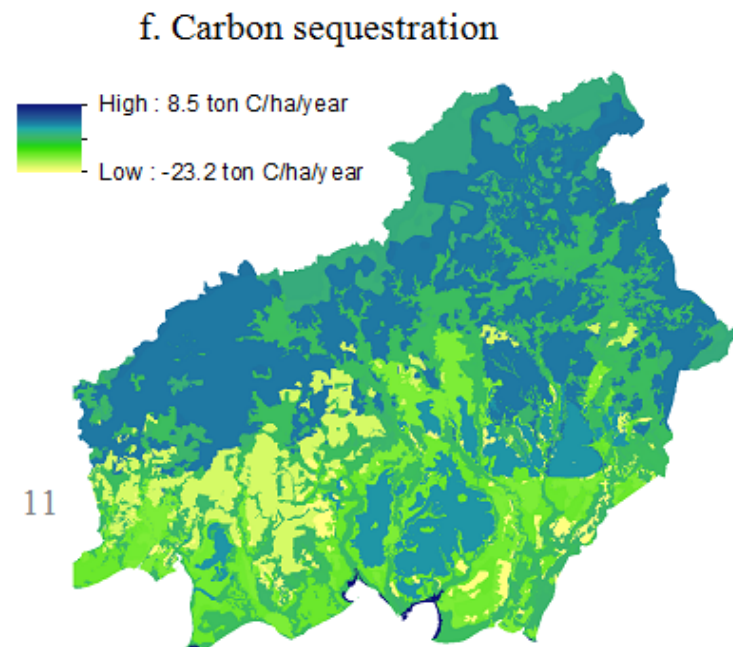 f. Carbon sequestration
High : 8.5 ton C/ha/year
Low : -23.2 ton C/ha/year
11